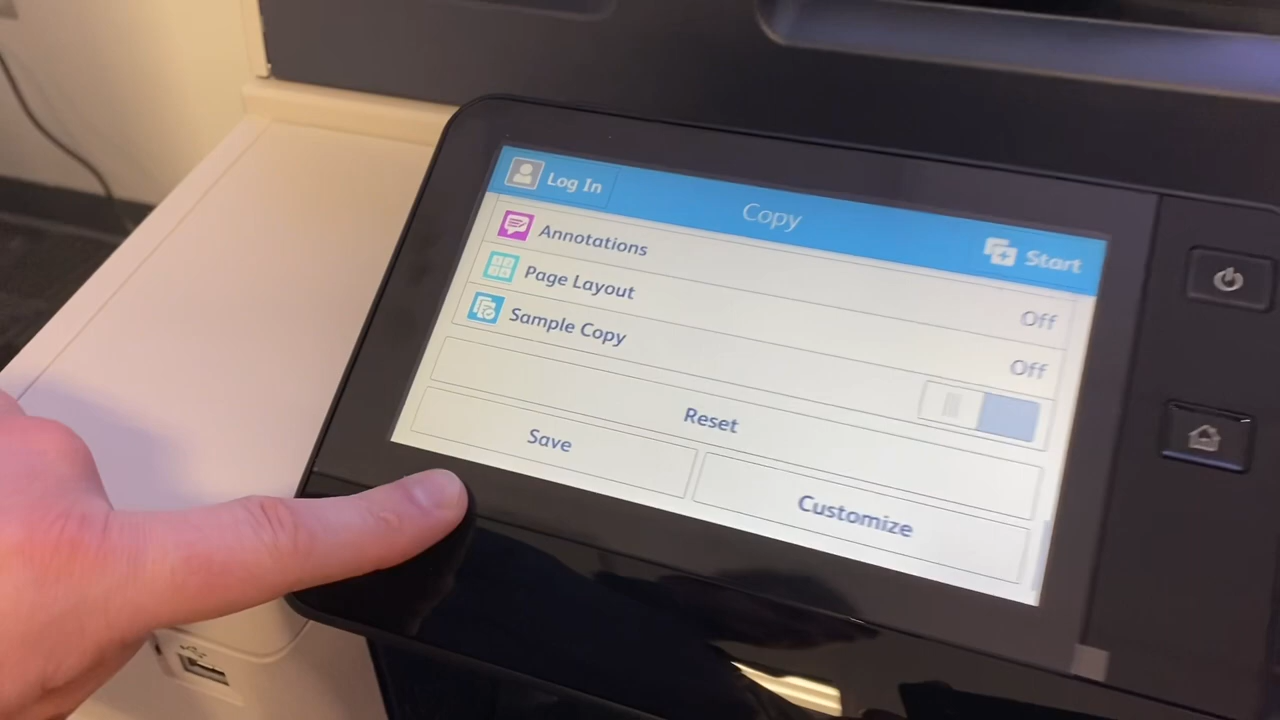 Log In
Copy
Start
Annotations
Off
Page Layout
Off
Sample Copy
Reset
Save
Customize